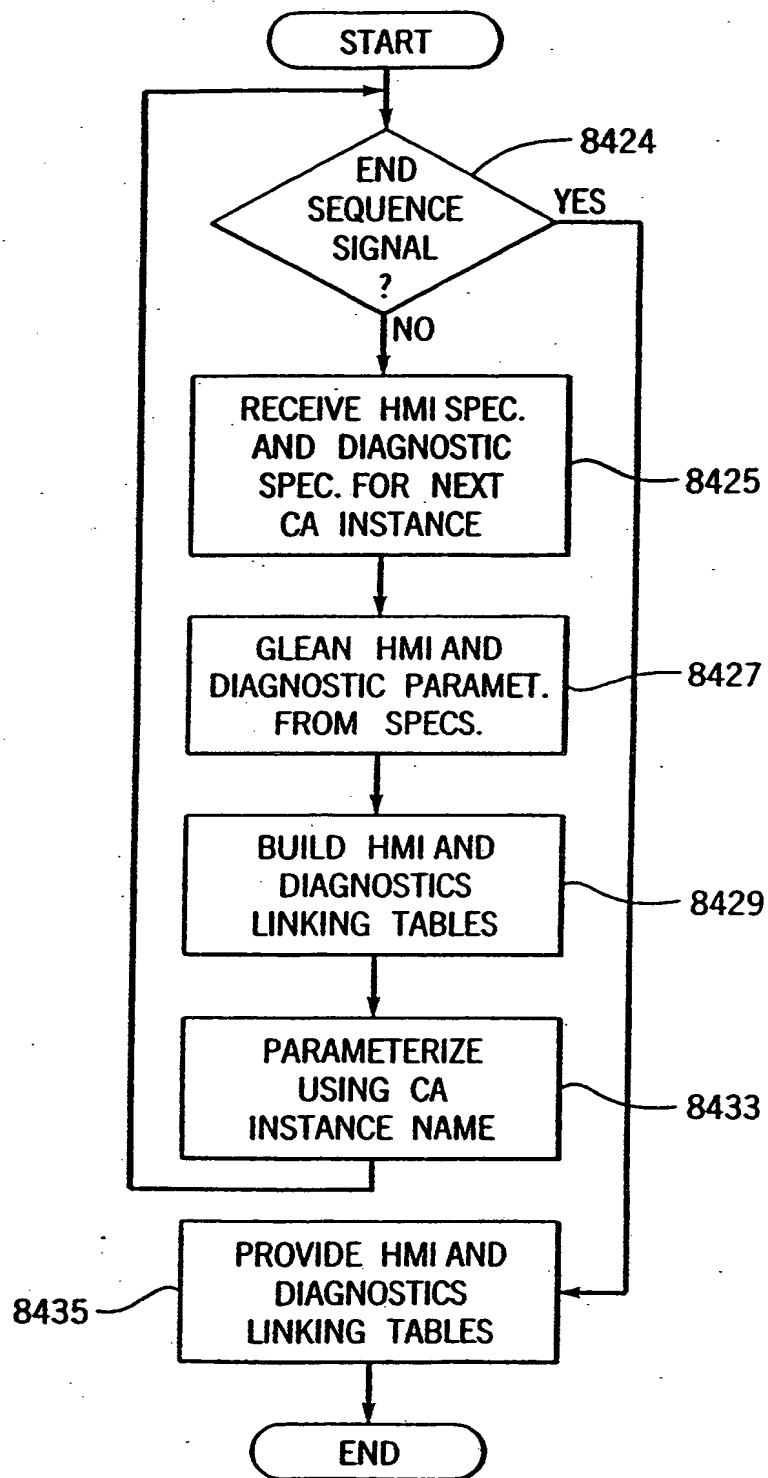 START
8424
END
SEQUENCE
SIGNAL
?
YES
NO
RECEIVE HMI SPEC.
AND DIAGNOSTIC
SPEC. FOR NEXT
CA INSTANCE
8425
GLEAN HMI AND
DIAGNOSTIC PARAMET.
FROM SPECS.
8427
BUILD HMI AND
DIAGNOSTICS
LINKING TABLES
8429
PARAMETERIZE
USING CA
INSTANCE NAME
8433
PROVIDE HMI AND
DIAGNOSTICS
LINKING TABLES
8435
END